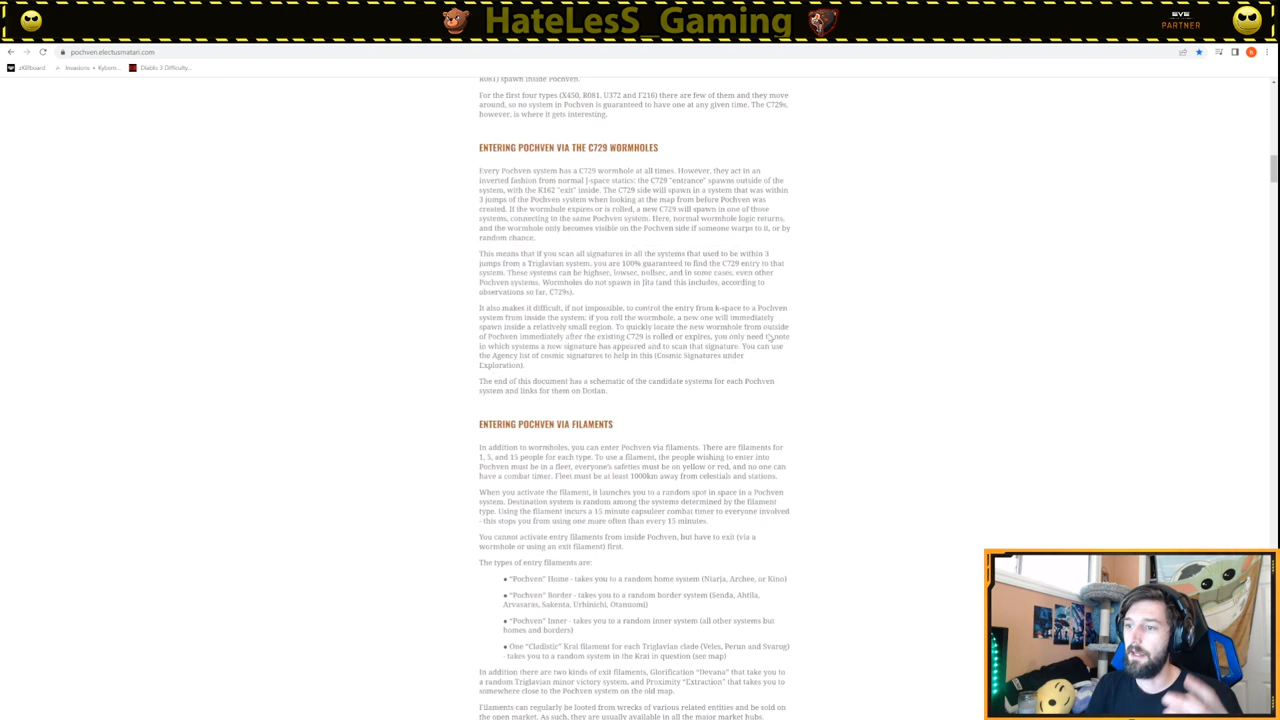 HateLesS_Gaming
EVE
PARTNER
pochven.electusmatari.com
zKillboard
Invasions • Kybern...
Diablo 3 Difficulty...
R081) spawn inside Pochven.
For the first four types (X450, R081, U372 and F216) there are few of them and they move
around, so no system in Pochven is guaranteed to have one at any given time. The C729s,
however, is where it gets interesting.
ENTERING POCHVEN VIA THE C729 WORMHOLES
Every Pochven system has a C729 wormhole at all times. However, they act in an
inverted fashion from normal J-space statics: the C729 "entrance" spawns outside of the
system, with the K162 "exit" inside. The C729 side will spawn in a system that was within
3 jumps of the Pochven system when looking at the map from before Pochven was
created. If the wormhole expires or is rolled, a new C729 will spawn in one of those
systems, connecting to the same Pochven system. Here, normal wormhole logic returns,
and the wormhole only becomes visible on the Pochven side if someone warps to it, or by
random chance.
This means that if you scan all signatures in all the systems that used to be within 3
jumps from a Triglavian system, you are 100% guaranteed to find the C729 entry to that
system. These systems can be highsec, lowsec, nullsec, and in some cases, even other
Pochven systems. Wormholes do not spawn in Jita (and this includes, according to
observations so far, C729s).
It also makes it difficult, if not impossible, to control the entry from k-space to a Pochven
system from inside the system; if you roll the wormhole, a new one will immediately
spawn inside a relatively small region. To quickly locate the new wormhole from outside
of Pochven immediately after the existing C729 is rolled or expires, you only need to note
in which systems a new signature has appeared and to scan that signature. You can use
the Agency list of cosmic signatures to help in this (Cosmic Signatures under
Exploration).
The end of this document has a schematic of the candidate systems for each Pochven
system and links for them on Dotlan.
ENTERING POCHVEN VIA FILAMENTS
In addition to wormholes, you can enter Pochven via filaments. There are filaments for
1, 5, and 15 people for each type. To use a filament, the people wishing to enter into
Pochven must be in a fleet, everyone's safeties must be on yellow or red, and no one can
have a combat timer. Fleet must be at least 1000km away from celestials and stations.
When you activate the filament, it launches you to a random spot in space in a Pochven
system. Destination system is random among the systems determined by the filament
type. Using the filament incurs a 15 minute capsuleer combat timer to everyone involved
- this stops you from using one more often than every 15 minutes.
You cannot activate entry filaments from inside Pochven, but have to exit (via a
wormhole or using an exit filament) first.
The types of entry filaments are:
● "Pochven" Home - takes you to a random home system (Niarja, Archee, or Kino)
● "Pochven" Border - takes you to a random border system (Senda, Ahtila,
Arvasaras, Sakenta, Urhinichi, Otanuomi)
● "Pochven" Inner - takes you to a random inner system (all other systems but
homes and borders)
● One "Cladistic" Krai filament for each Triglavian clade (Veles, Perun and Svarog)
- takes you to a random system in the Krai in question (see map)
In addition there are two kinds of exit filaments, Glorification "Devana" that take you to
a random Triglavian minor victory system, and Proximity "Extraction" that takes you to
somewhere close to the Pochven system on the old map.
Filaments can regularly be looted from wrecks of various related entities and be sold on
the open market. As such, they are usually available in all the major market hubs.